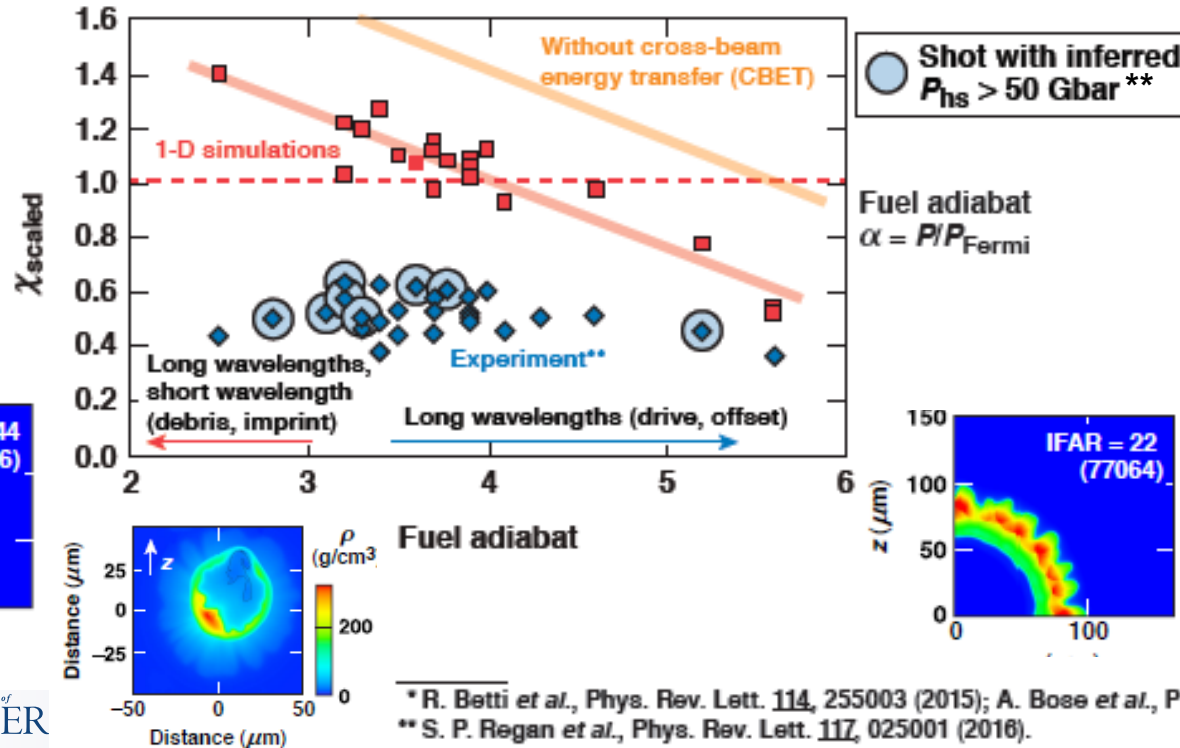 1.6
1.4
1.2
1.0
0.8
0.6
0.4
0.2
0.0
χscaled
Without cross-beam
energy transfer (CBET)
1-D simulations
Experiment**
Long wavelengths,
short wavelength
(debris, imprint)
Long wavelengths (drive, offset)
2 3 4 5 6
Fuel adiabat
Shot with inferred
Phs > 50 Gbar**
Fuel adiabat
α = P/PFermi
44
6)
Distance (μm)
25
0
–25
z
–50 0 50
Distance (μm)
ρ
(g/cm3
200
0
z (μm)
150
100
50
0
IFAR = 22
(77064)
0 100
of
ER
* R. Betti et al., Phys. Rev. Lett. 114, 255003 (2015); A. Bose et al., P
** S. P. Regan et al., Phys. Rev. Lett. 117, 025001 (2016).